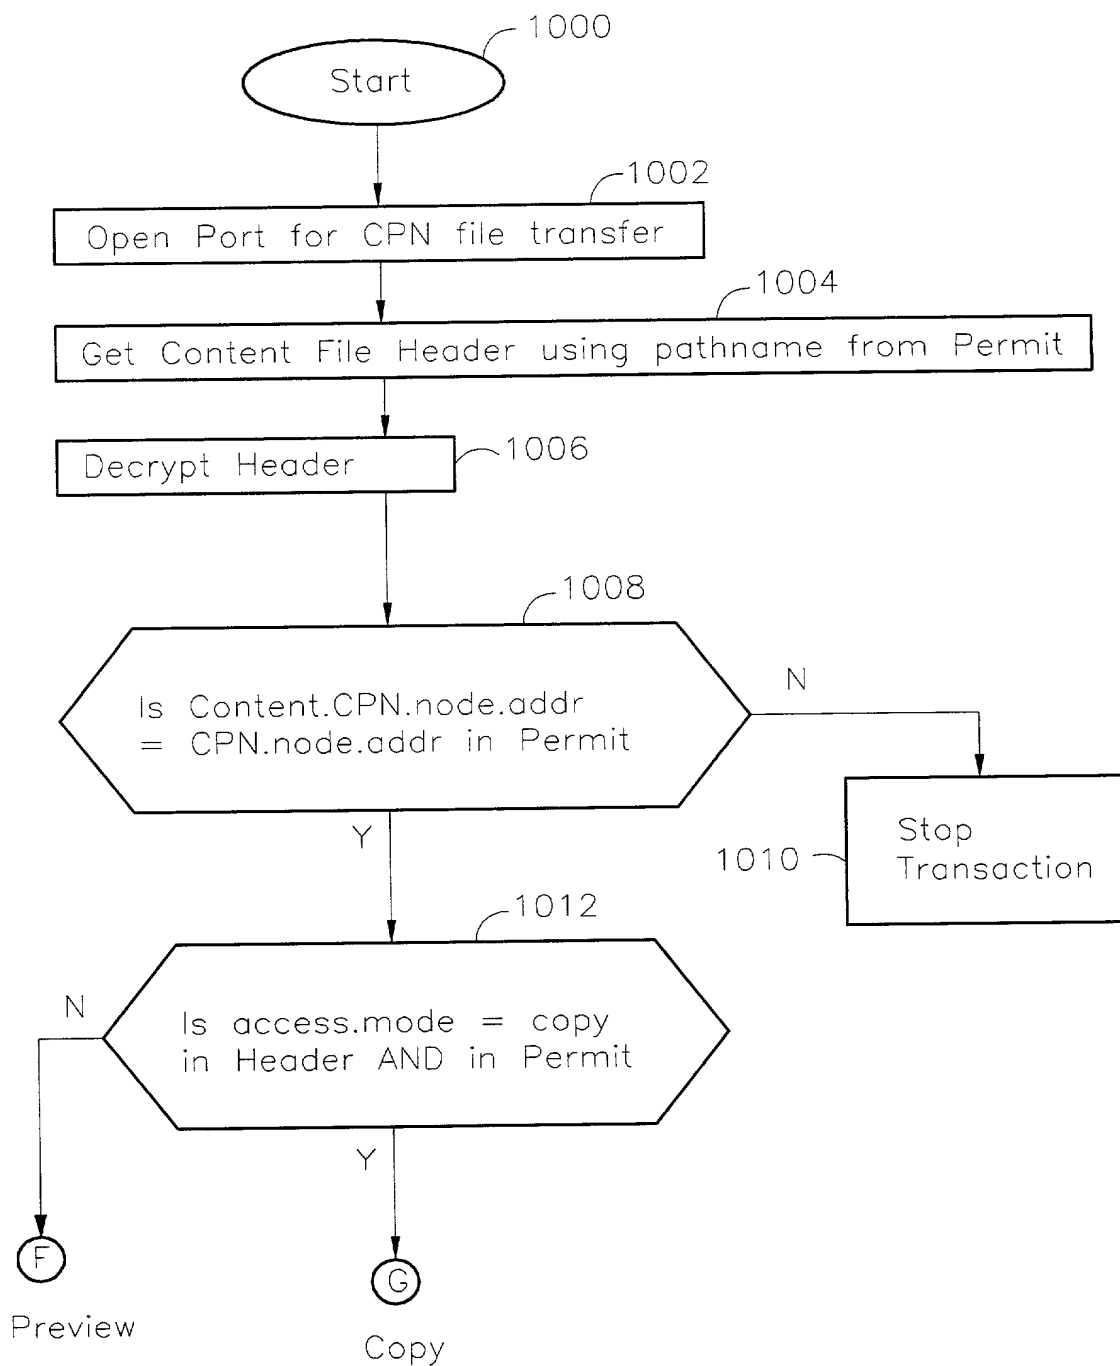 1000
Start
1002
Open Port for CPN file transfer
1004
Get Content File Header using pathname from Permit
1006
Decrypt Header
1008
Is Content.CPN.node.addr
= CPN.node.addr in Permit
N
Y
Stop
Transaction
1010
1012
Is access.mode = copy
in Header AND in Permit
N
Y
F
Preview
G
Copy